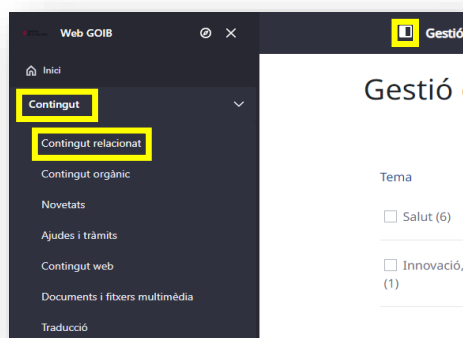 Web GOIB
Gestió
Inici
Gestió
Contingut
Contingut relacionat
Contingut orgànic
Tema
Novetats
Salut (6)
Ajudes i tràmits
Contingut web
Innovació,
(1)
Documents i fitxers multimèdia
Traducció